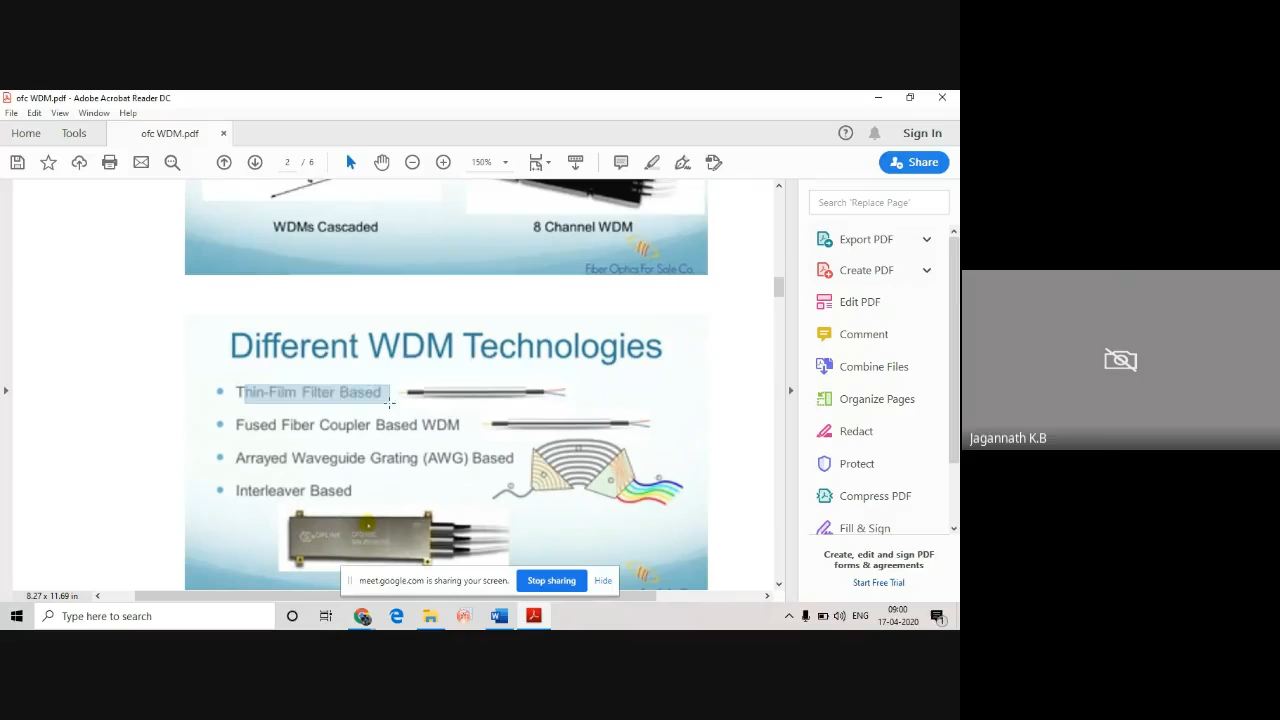 ofc WDM.pdf - Adobe Acrobat Reader DC
File Edit View Window Help
Home Tools ofc WDM.pdf × Sign In
2 / 6 150% Share
WDMs Cascaded 8 Channel WDM
Fiber Optics For Sale Co.
Different WDM Technologies
• Thin-Film Filter Based
• Fused Fiber Coupler Based WDM
• Arrayed Waveguide Grating (AWG) Based
• Interleaver Based
OPLINK
Search 'Replace Page'
Export PDF
Create PDF
Edit PDF
Comment
Combine Files
Organize Pages
Redact
Protect
Compress PDF
Fill & Sign
Create, edit and sign PDF
forms & agreements
Start Free Trial
meet.google.com is sharing your screen. Stop sharing Hide
8.27 x 11.69 in
Type here to search ENG 09:00
17-04-2020 1
Jagannath K.B